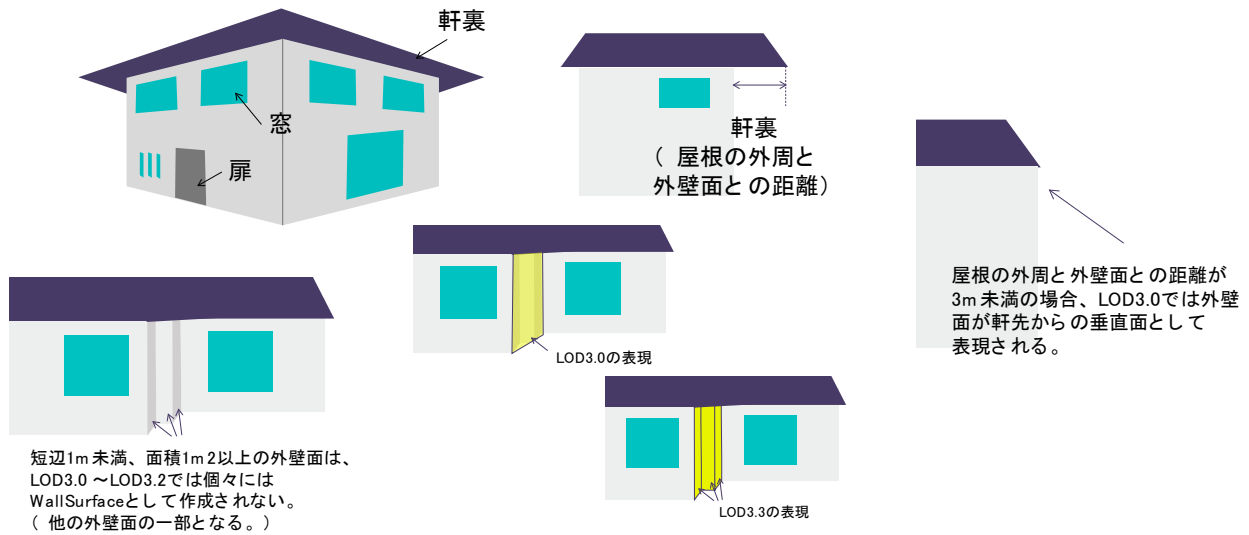 軒裏
窓
扉
軒裏
( 屋根の外周と
外壁面との距離)
屋根の外周と外壁面との距離が
3m未満の場合、LOD3.0では外壁
面が軒先からの垂直面として
表現される。
LOD3.0の表現
短辺1m未満、面積1m2以上の外壁面は、
LOD3.0 ~LOD3.2では個々には
WallSurfaceとして作成されない。
( 他の外壁面の一部となる。)
LOD3.3の表現